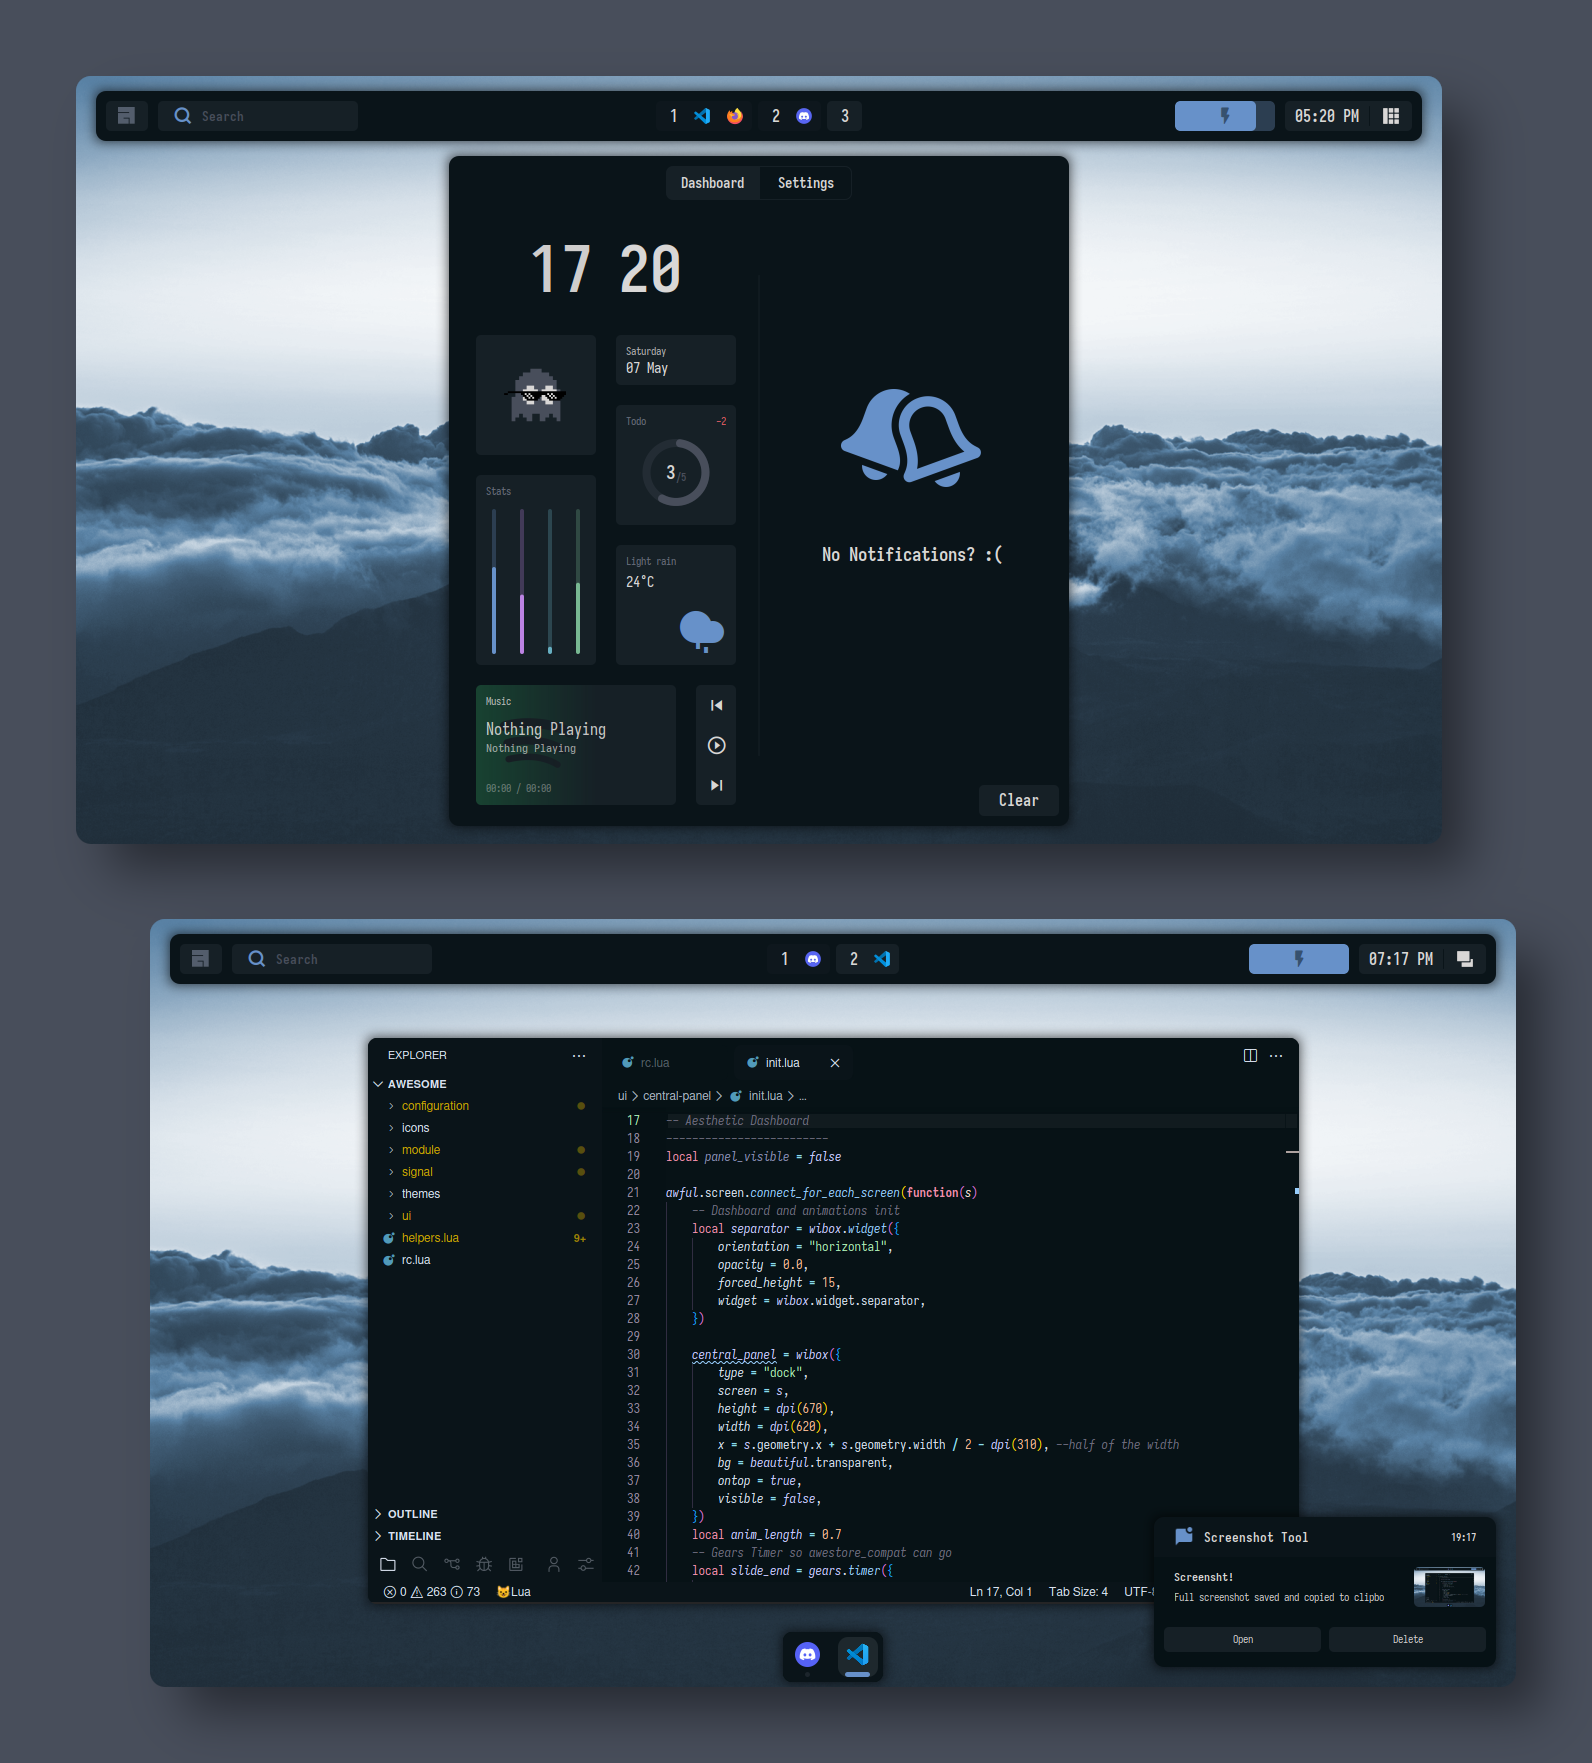 Search
1
2
3
05:20 PM
Dashboard
Settings
17 20
Saturday
07 May
Todo
-2
3/5
Stats
Light rain
24°C
Music
Nothing Playing
Nothing Playing
00:00 / 00:00
No Notifications? :(
Clear
Search
1
2
07:17 PM
EXPLORER
...
AWESOME
configuration
icons
module
signal
themes
ui
helpers.lua
9+
rc.lua
OUTLINE
TIMELINE
0 263 73 Lua
rc.lua
init.lua
...
ui > central-panel > init.lua > ...
17 -- Aesthetic Dashboard
18 -------------------------
19 local panel_visible = false
20
21 awful.screen.connect_for_each_screen(function(s)
22 -- Dashboard and animations init
23 local separator = wibox.widget({
24 orientation = "horizontal",
25 opacity = 0.0,
26 forced_height = 15,
27 widget = wibox.widget.separator,
28 })
29
30 central_panel = wibox({
31 type = "dock",
32 screen = s,
33 height = dpi(670),
34 width = dpi(620),
35 x = s.geometry.x + s.geometry.width / 2 - dpi(310), --half of the width
36 bg = beautiful.transparent,
37 ontop = true,
38 visible = false,
39 })
40 local anim_length = 0.7
41 -- Gears Timer so awestore_compat can go
42 local slide_end = gears.timer({
Ln 17, Col 1 Tab Size: 4 UTF-
Screenshot Tool
19:17
Screensht!
Full screenshot saved and copied to clipbo
Open
Delete